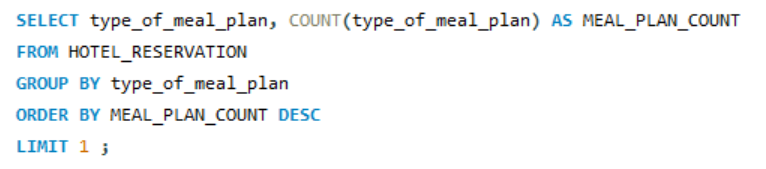 SELECT type_of_meal_plan, COUNT(type_of_meal_plan) AS MEAL_PLAN_COUNT
FROM HOTEL_RESERVATION
GROUP BY type_of_meal_plan
ORDER BY MEAL_PLAN_COUNT DESC
LIMIT 1 ;